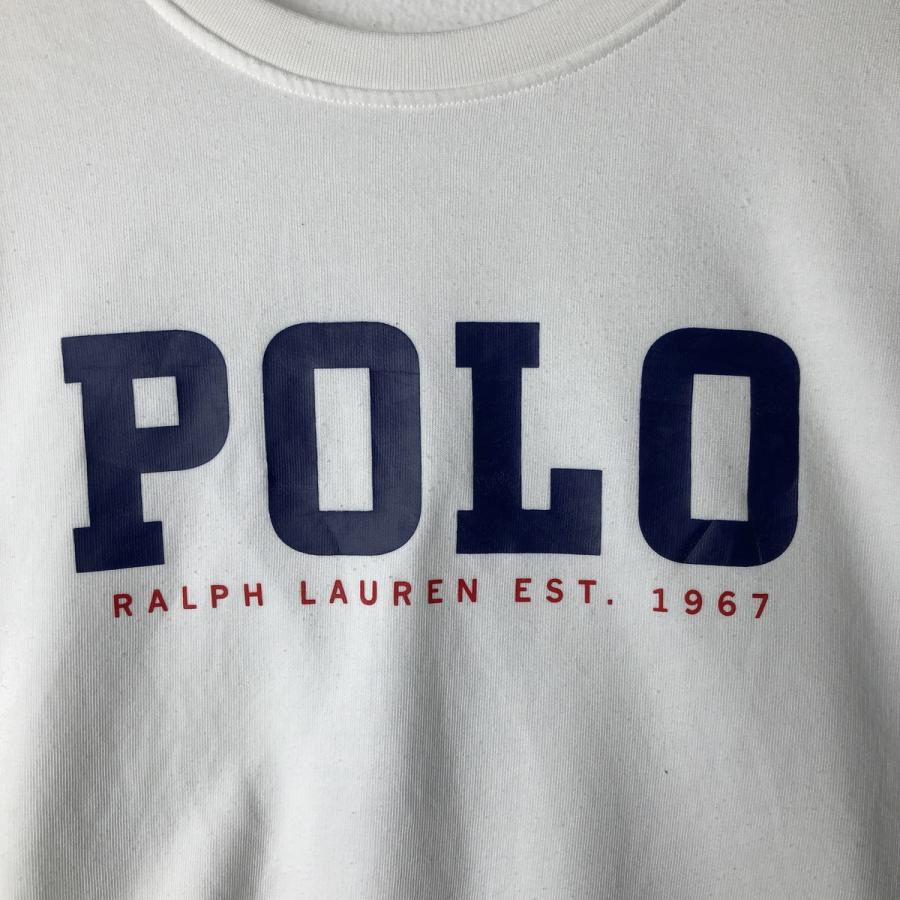 POLO
RALPH LAUREN EST. 1967